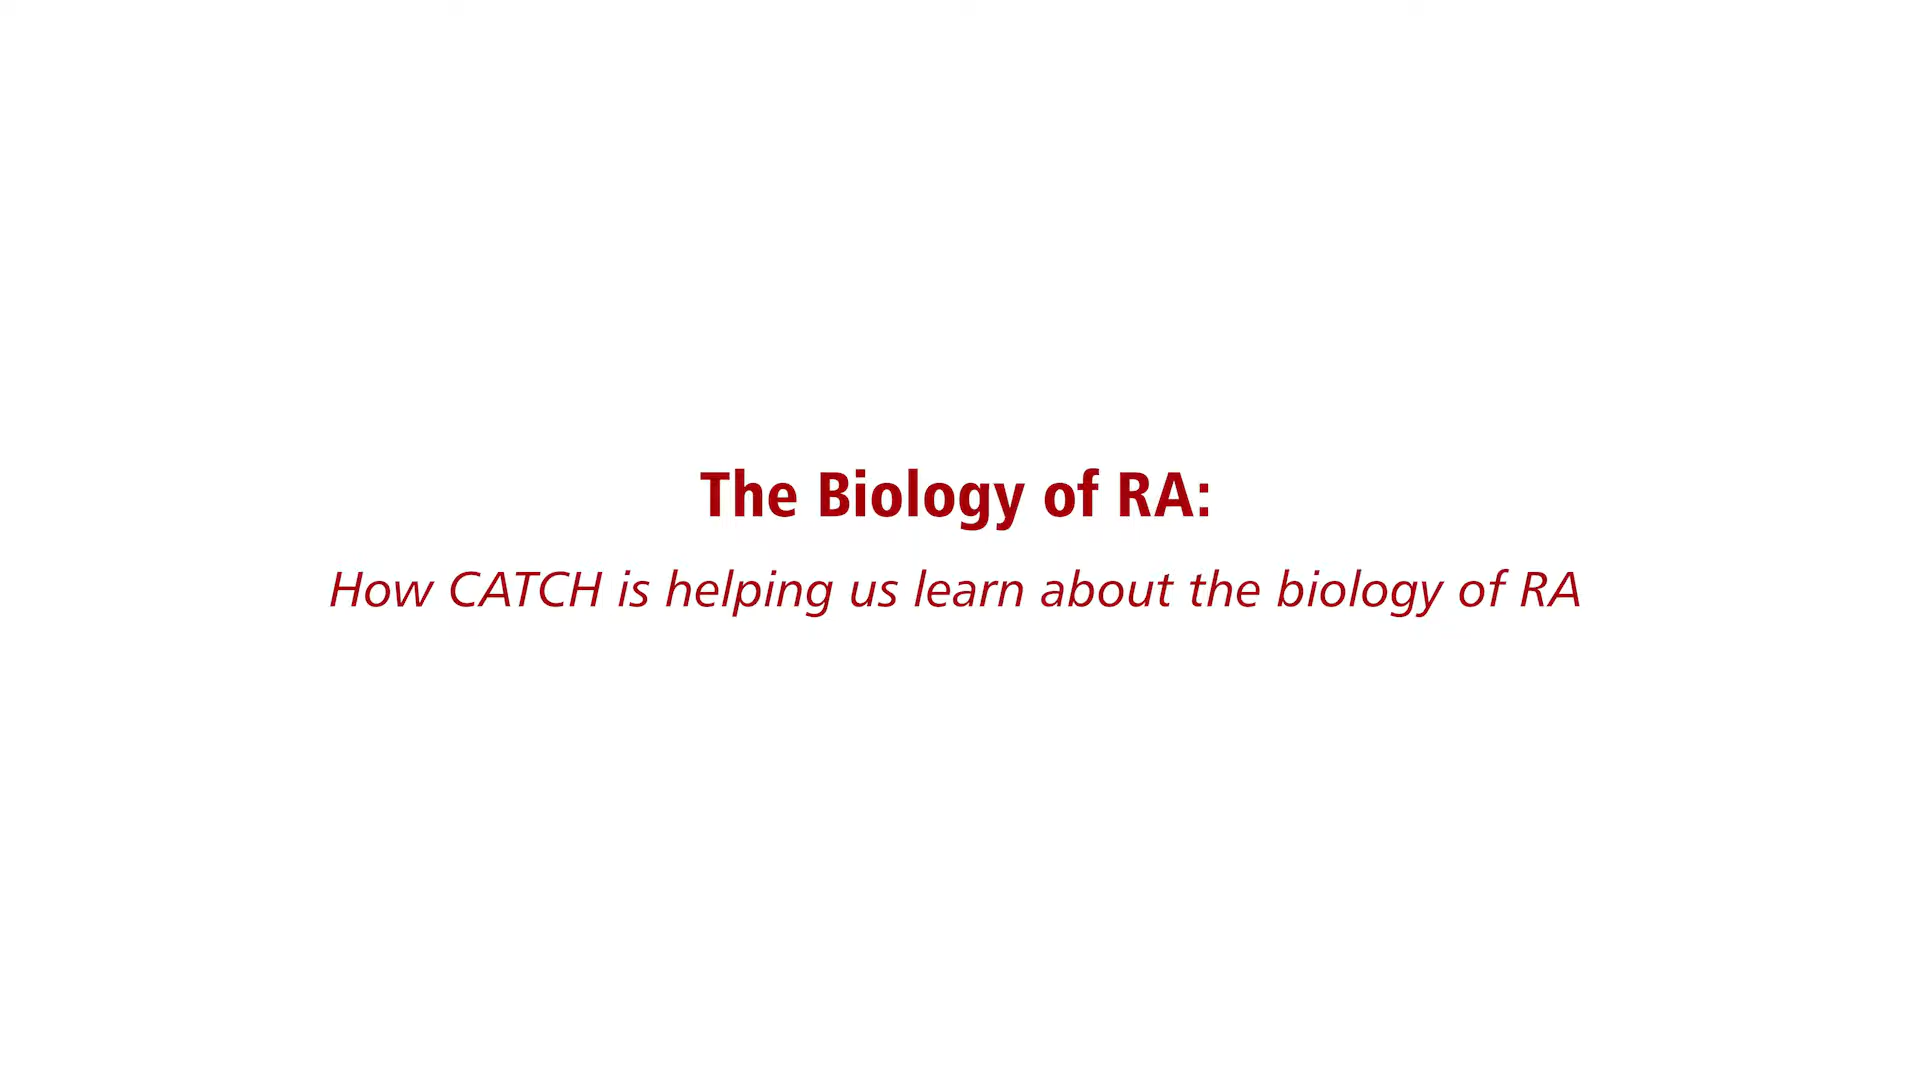 The Biology of RA:
How CATCH is helping us learn about the biology of RA